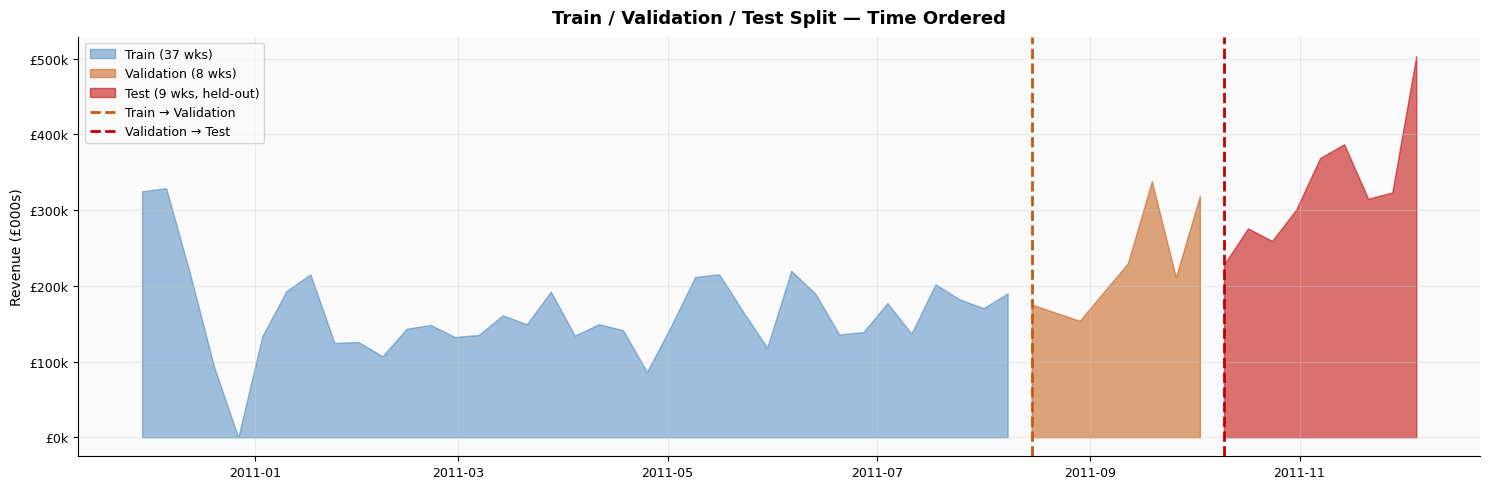 Train / Validation / Test Split — Time Ordered
Train (37 wks)
Validation (8 wks)
Test (9 wks, held-out)
Train → Validation
Validation → Test
Revenue (£000s)
£500k
£400k
£300k
£200k
£100k
£0k
2011-01
2011-03
2011-05
2011-07
2011-09
2011-11